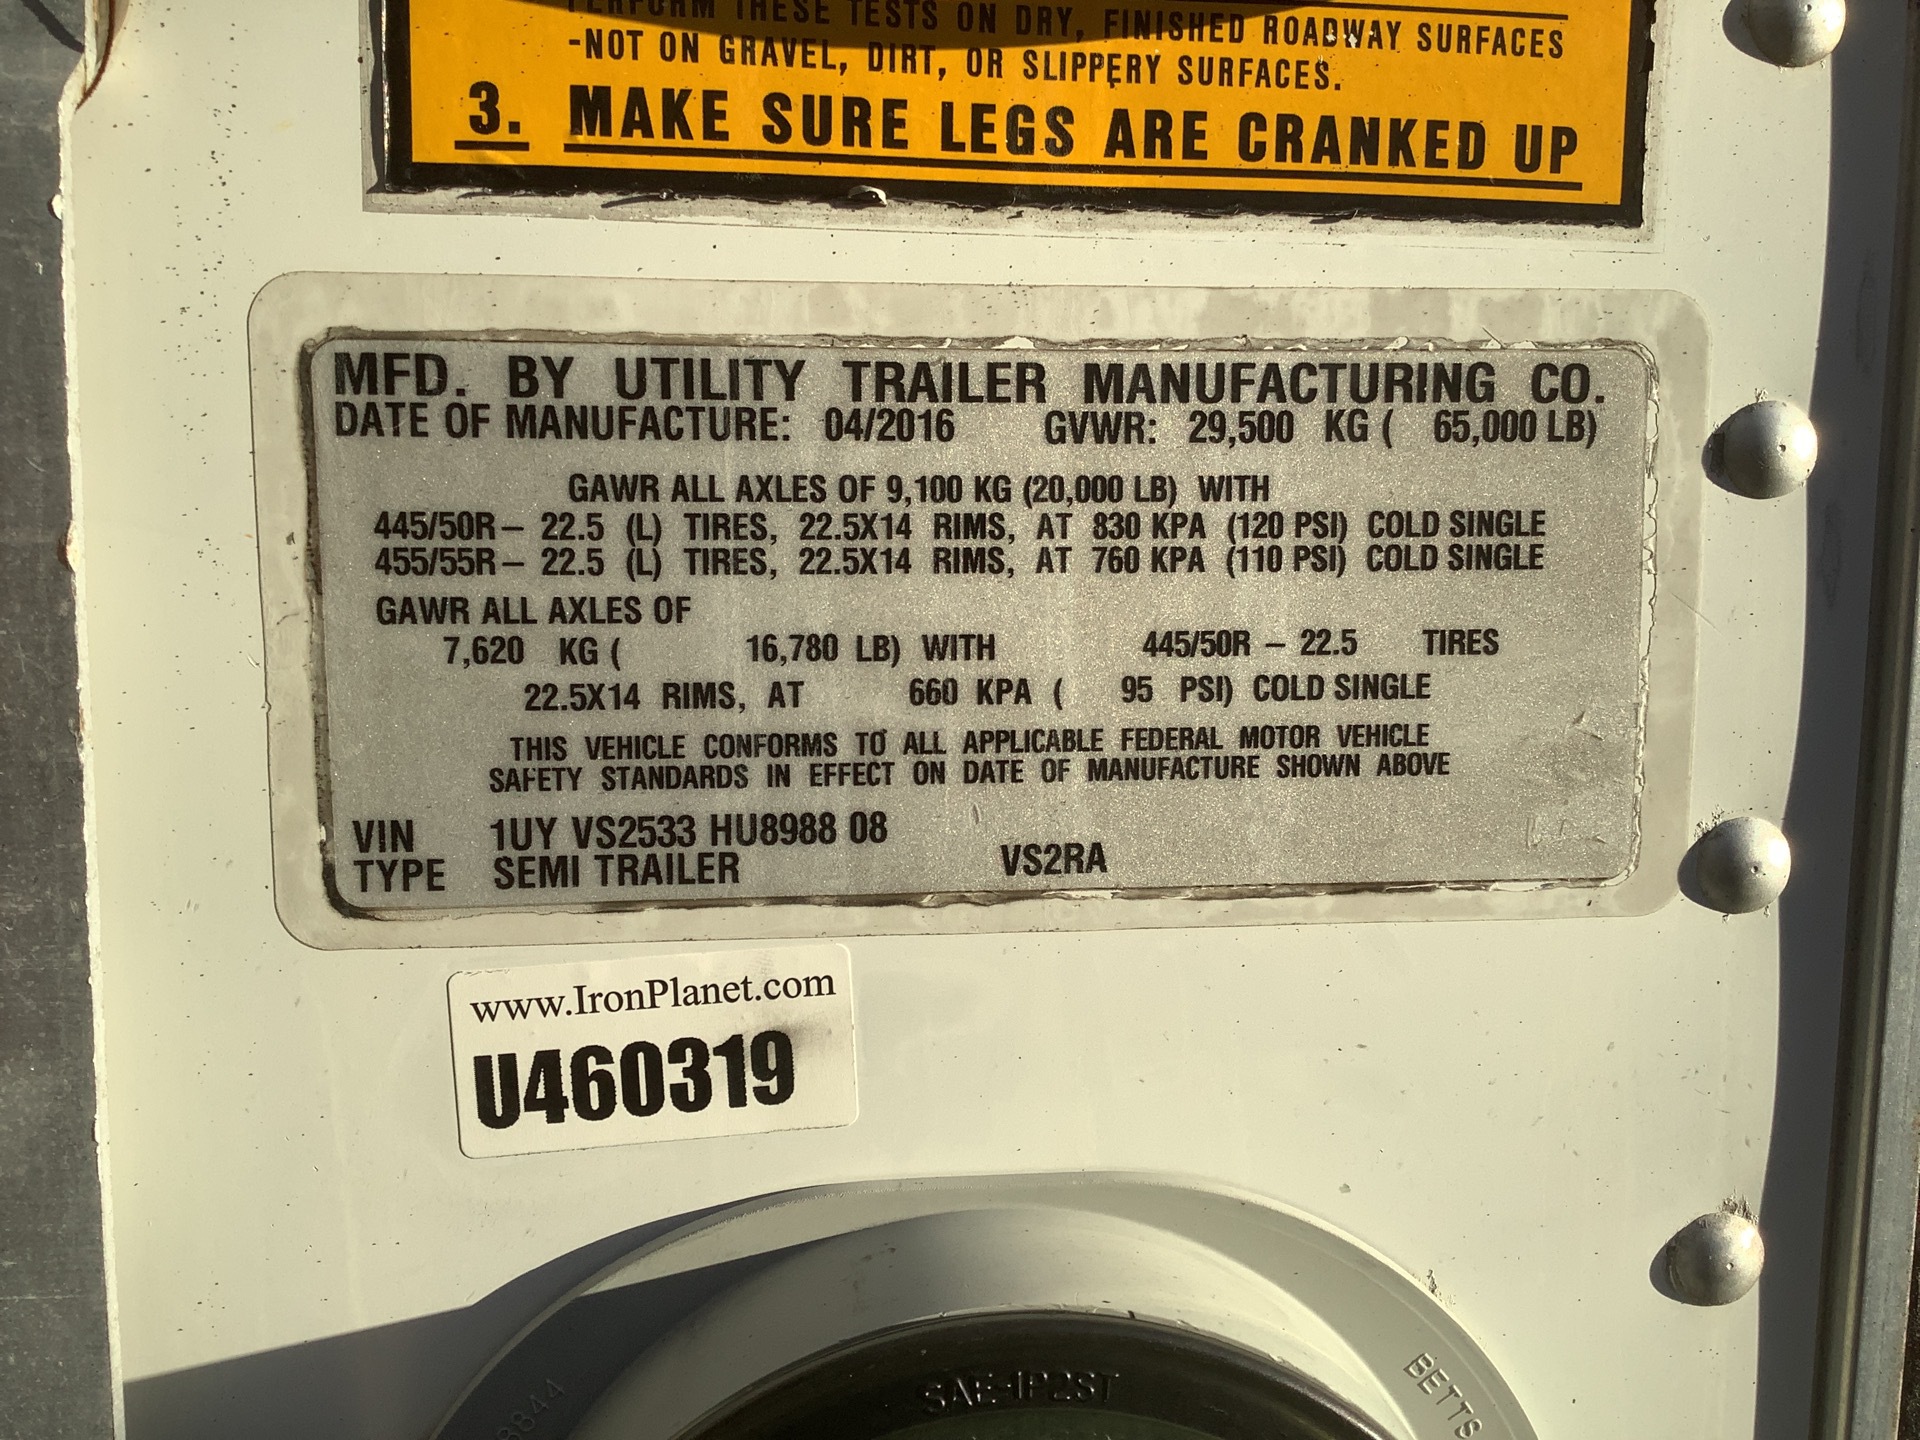 PERFORM THESE TESTS ON DRY, FINISHED ROADWAY SURFACES
-NOT ON GRAVEL, DIRT, OR SLIPPERY SURFACES.
3. MAKE SURE LEGS ARE CRANKED UP
MFD. BY UTILITY TRAILER MANUFACTURING CO.
DATE OF MANUFACTURE: 04/2016 GVWR: 29,500 KG ( 65,000 LB)
GAWR ALL AXLES OF 9,100 KG (20,000 LB) WITH
445/50R– 22.5 (L) TIRES, 22.5X14 RIMS, AT 830 KPA (120 PSI) COLD SINGLE
455/55R– 22.5 (L) TIRES, 22.5X14 RIMS, AT 760 KPA (110 PSI) COLD SINGLE
GAWR ALL AXLES OF
7,620 KG ( 16,780 LB) WITH 445/50R – 22.5 TIRES
22.5X14 RIMS, AT 660 KPA ( 95 PSI) COLD SINGLE
THIS VEHICLE CONFORMS TO ALL APPLICABLE FEDERAL MOTOR VEHICLE
SAFETY STANDARDS IN EFFECT ON DATE OF MANUFACTURE SHOWN ABOVE
VIN 1UY VS2533 HU8988 08
TYPE SEMI TRAILER VS2RA
www.IronPlanet.com
U460319
SAE-IP2ST
BETTS